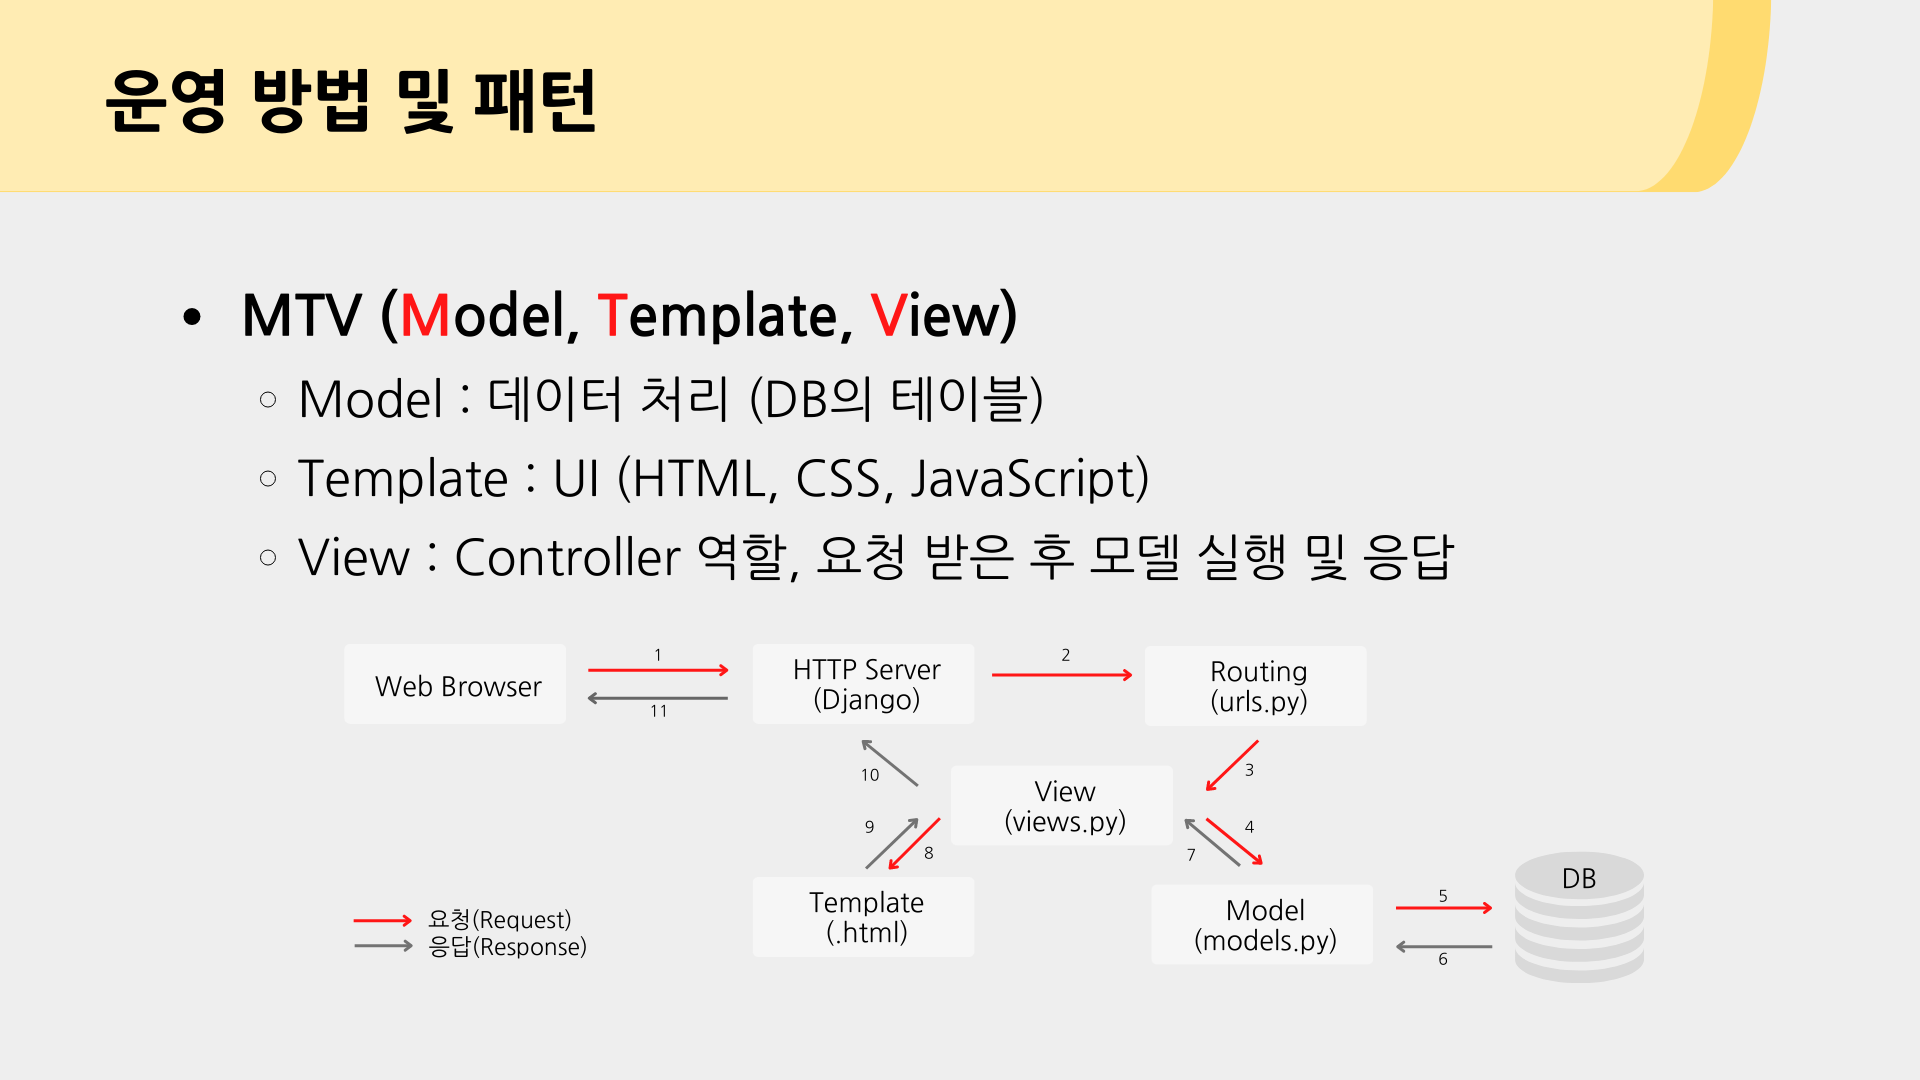 운영 방법 및 패턴
• MTV (Model, Template, View)
○ Model : 데이터 처리 (DB의 테이블)
○ Template : UI (HTML, CSS, JavaScript)
○ View : Controller 역할, 요청 받은 후 모델 실행 및 응답
Web Browser
1
11
HTTP Server
(Django)
2
Routing
(urls.py)
3
10
View
(views.py)
9
8
4
7
Template
(.html)
Model
(models.py)
5
6
DB
요청(Request)
응답(Response)